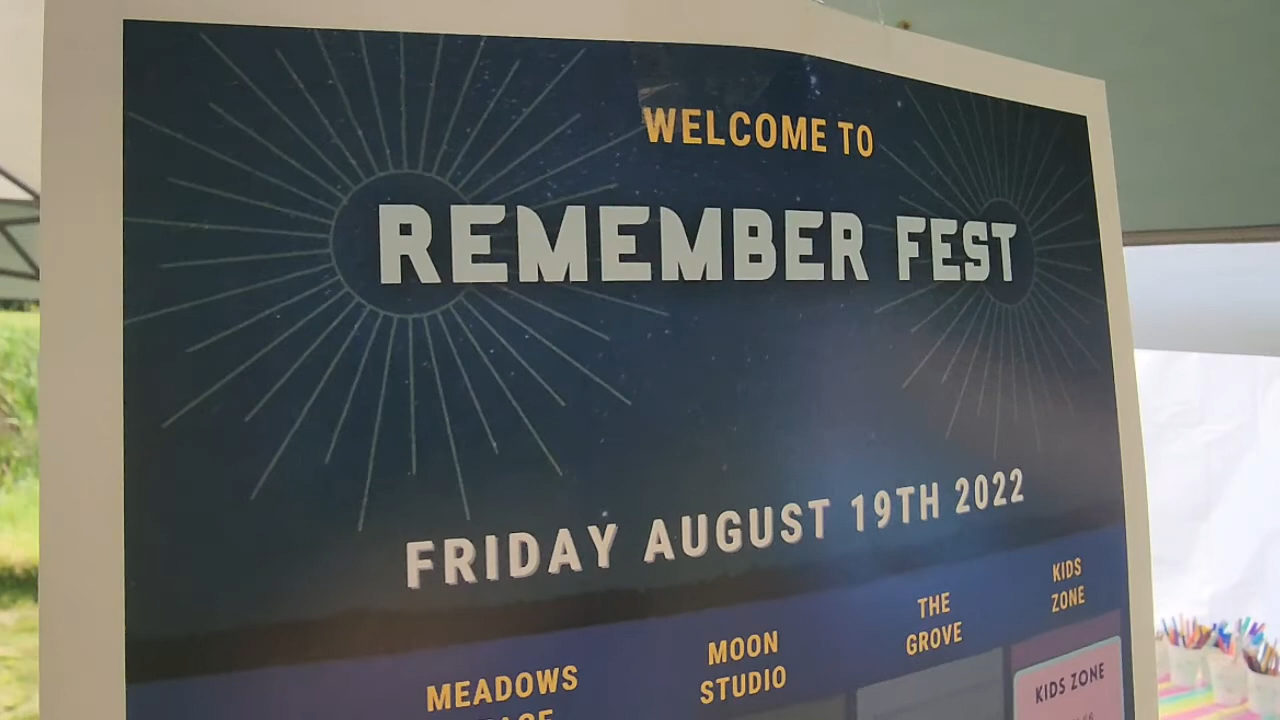 WELCOME TO
REMEMBER FEST
FRIDAY AUGUST 19TH 2022
MEADOWS
MOON
STUDIO
THE
GROVE
KIDS
ZONE
KIDS ZONE